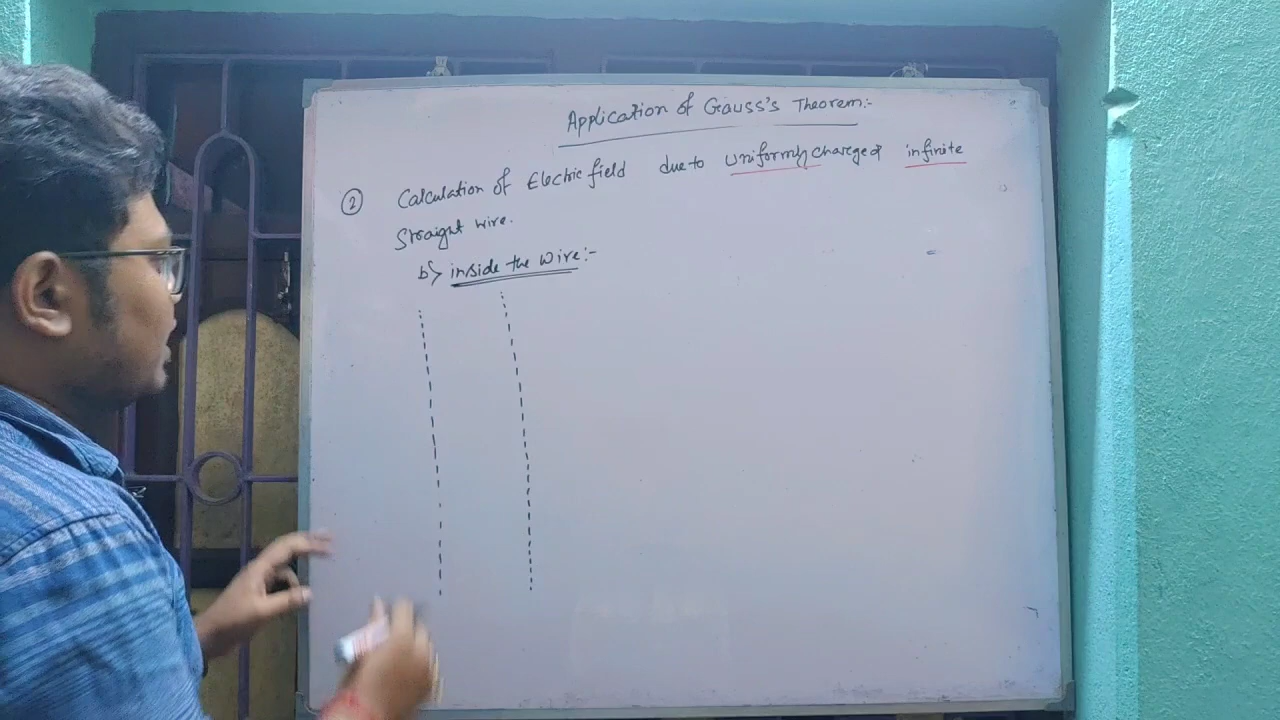 Application of Gauss's Theorem:-
② Calculation of Electric field due to uniformly charged infinite
Straight wire.
b> inside the wire:-